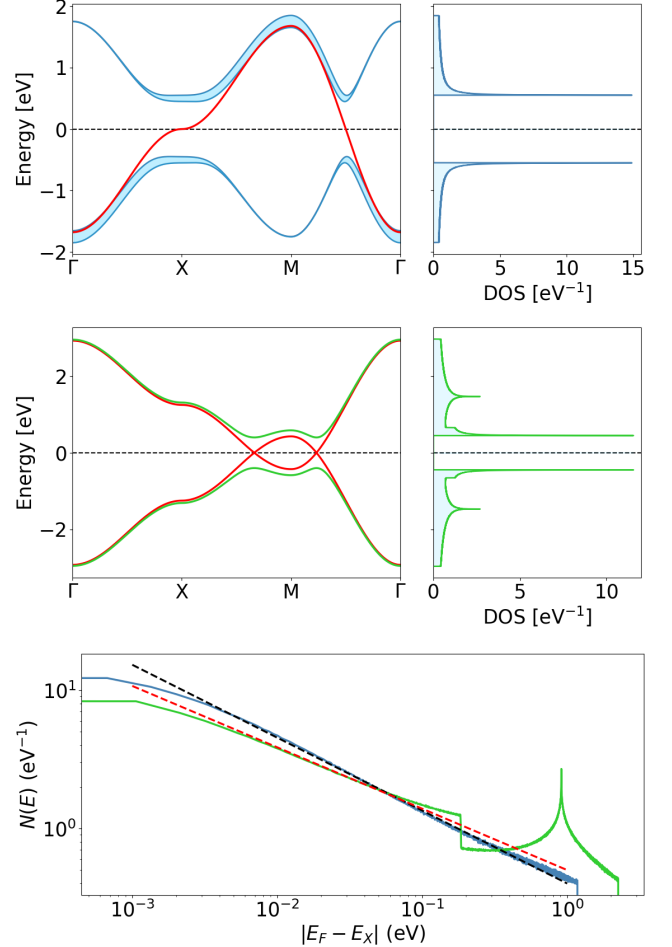 2
1
0
−1
−2
Energy [eV]
Γ X M Γ
0 5 10 15
DOS [eV⁻¹]
2
0
−2
Energy [eV]
Γ X M Γ
0 5 10
DOS [eV⁻¹]
10¹
10⁰
N(E) (eV⁻¹)
10⁻³ 10⁻² 10⁻¹ 10⁰
|E_F − E_X| (eV)